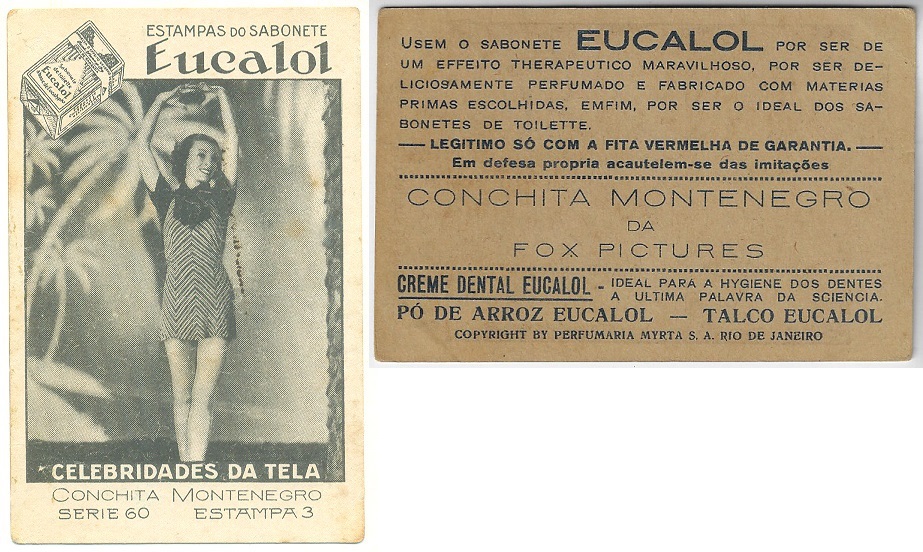 ESTAMPAS DO SABONETE
Eucalol
Eucalol
CELEBRIDADES DA TELA
CONCHITA MONTENEGRO
SERIE 60 ESTAMPA 3
USEM O SABONETE EUCALOL POR SER DE
UM EFFEITO THERAPEUTICO MARAVILHOSO, POR SER DE-
LICIOSAMENTE PERFUMADO E FABRICADO COM MATERIAS
PRIMAS ESCOLHIDAS, EMFIM, POR SER O IDEAL DOS SA-
BONETES DE TOILETTE.
— LEGITIMO SÓ COM A FITA VERMELHA DE GARANTIA. —
Em defesa propria acautelem-se das imitações
CONCHITA MONTENEGRO
DA
FOX PICTURES
CREME DENTAL EUCALOL - IDEAL PARA A HYGIENE DOS DENTES
A ULTIMA PALAVRA DA SCIENCIA.
PÓ DE ARROZ EUCALOL — TALCO EUCALOL
COPYRIGHT BY PERFUMARIA MYRTA S. A. RIO DE JANEIRO